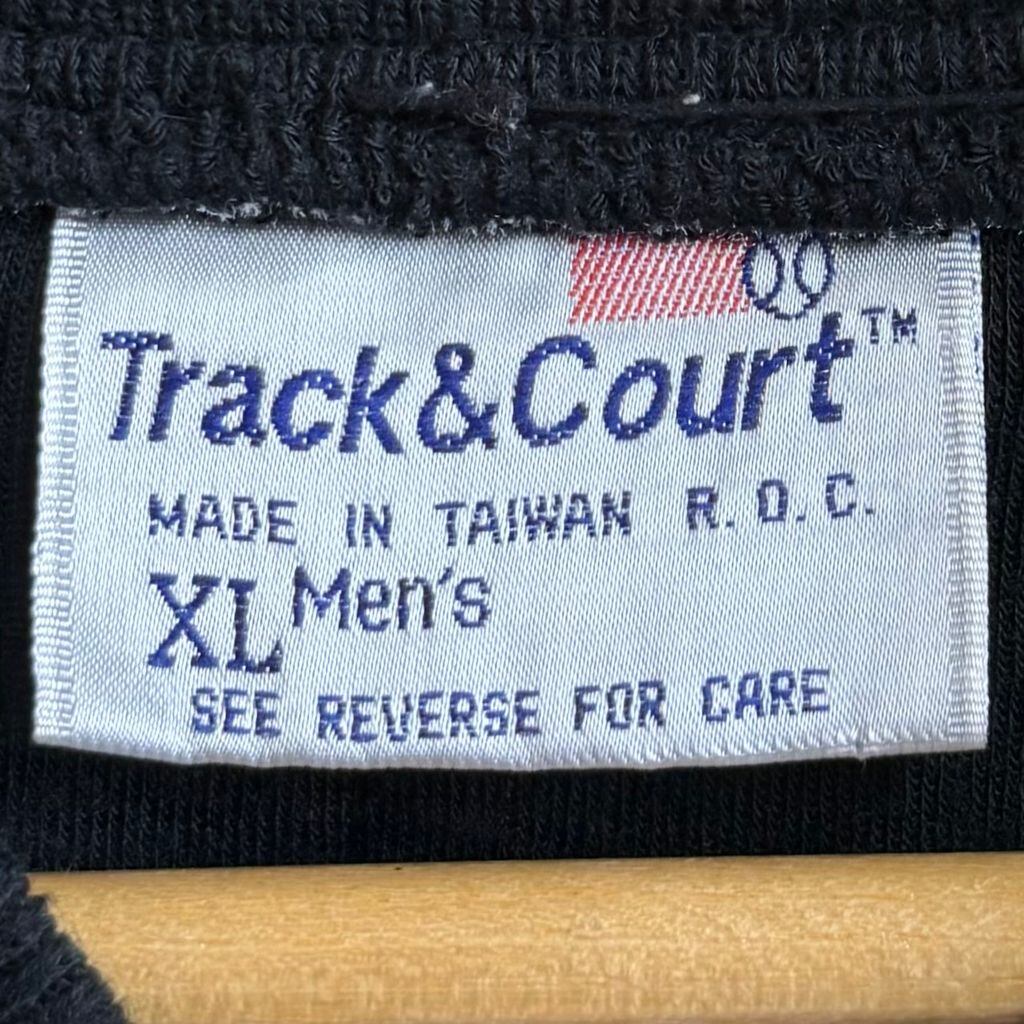 Track&Court™
MADE IN TAIWAN R.O.C.
XL Men's
SEE REVERSE FOR CARE